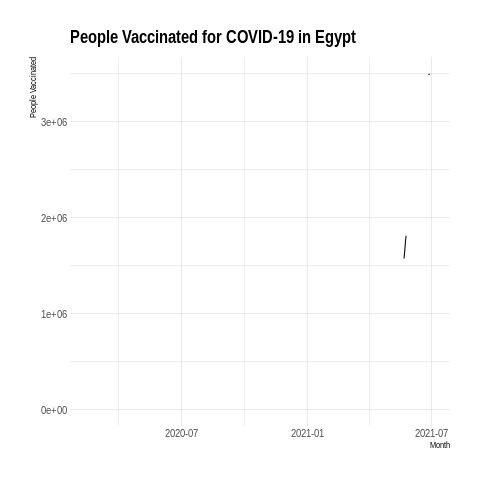 People Vaccinated for COVID-19 in Egypt
People Vaccinated
3e+06
2e+06
1e+06
0e+00
2020-07
2021-01
2021-07
Month